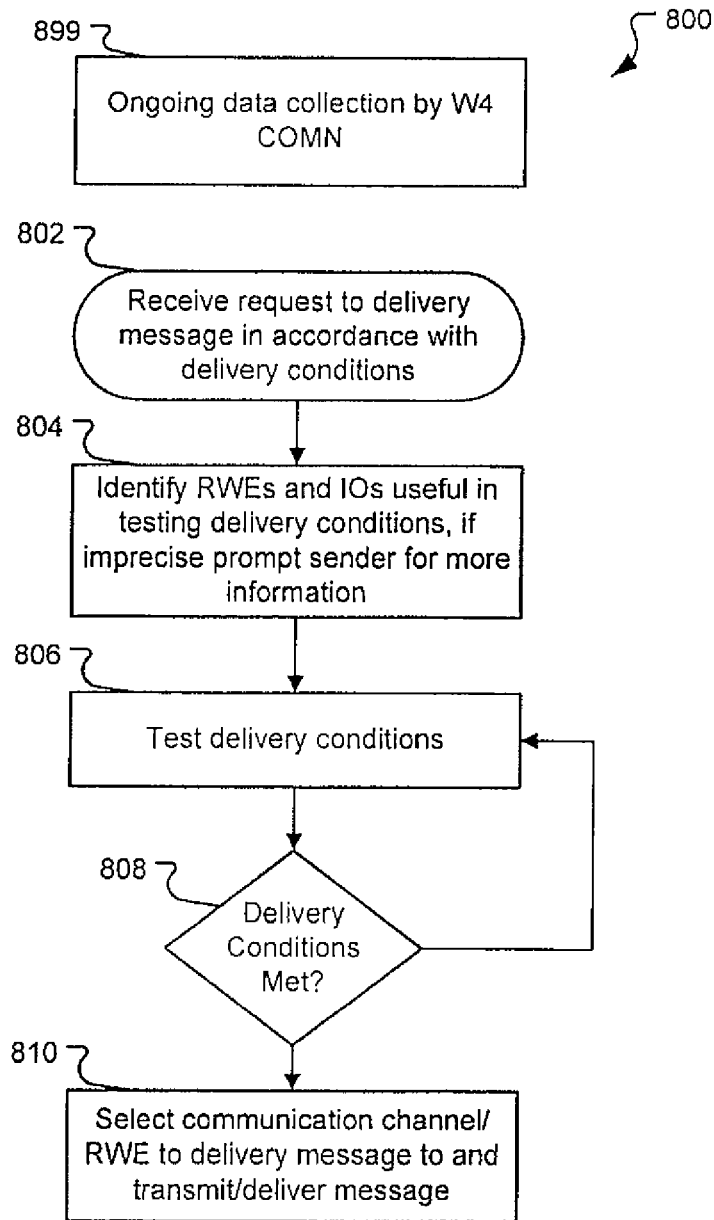 800
899
Ongoing data collection by W4
COMN
802
Receive request to delivery
message in accordance with
delivery conditions
804
Identify RWEs and IOs useful in
testing delivery conditions, if
imprecise prompt sender for more
information
806
Test delivery conditions
808
Delivery
Conditions
Met?
810
Select communication channel/
RWE to delivery message to and
transmit/deliver message